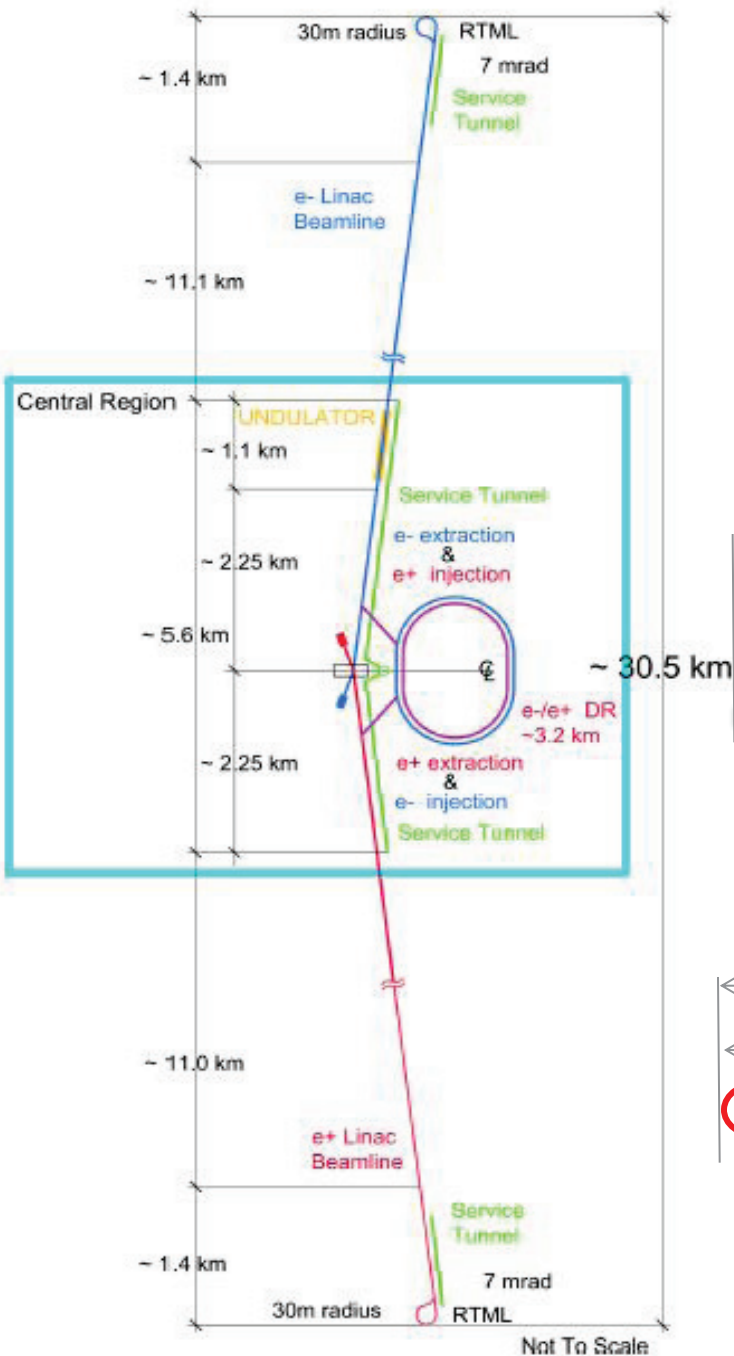 30m radius
RTML
7 mrad
~ 1.4 km
Service
Tunnel
e- Linac
Beamline
~ 11.1 km
Central Region
UNDULATOR
~ 1.1 km
Service Tunnel
e- extraction
&
e+ injection
~ 2.25 km
~ 5.6 km
~ 30.5 km
e-/e+ DR
~3.2 km
~ 2.25 km
e+ extraction
&
e- injection
Service Tunnel
~ 11.0 km
e+ Linac
Beamline
Service
Tunnel
~ 1.4 km
7 mrad
30m radius
RTML
Not To Scale